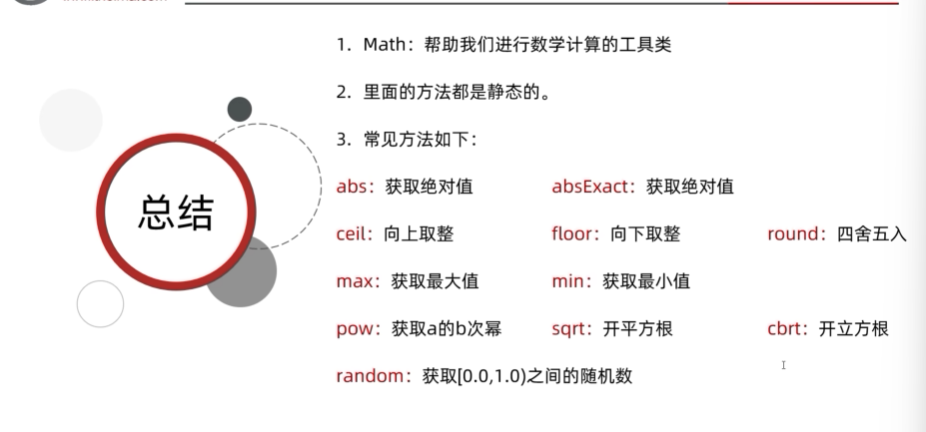 1. Math：帮助我们进行数学计算的工具类
2. 里面的方法都是静态的。
3. 常见方法如下：
总结
abs：获取绝对值 absExact：获取绝对值
ceil：向上取整 floor：向下取整 round：四舍五入
max：获取最大值 min：获取最小值
pow：获取a的b次幂 sqrt：开平方根 cbrt：开立方根
random：获取[0.0,1.0)之间的随机数